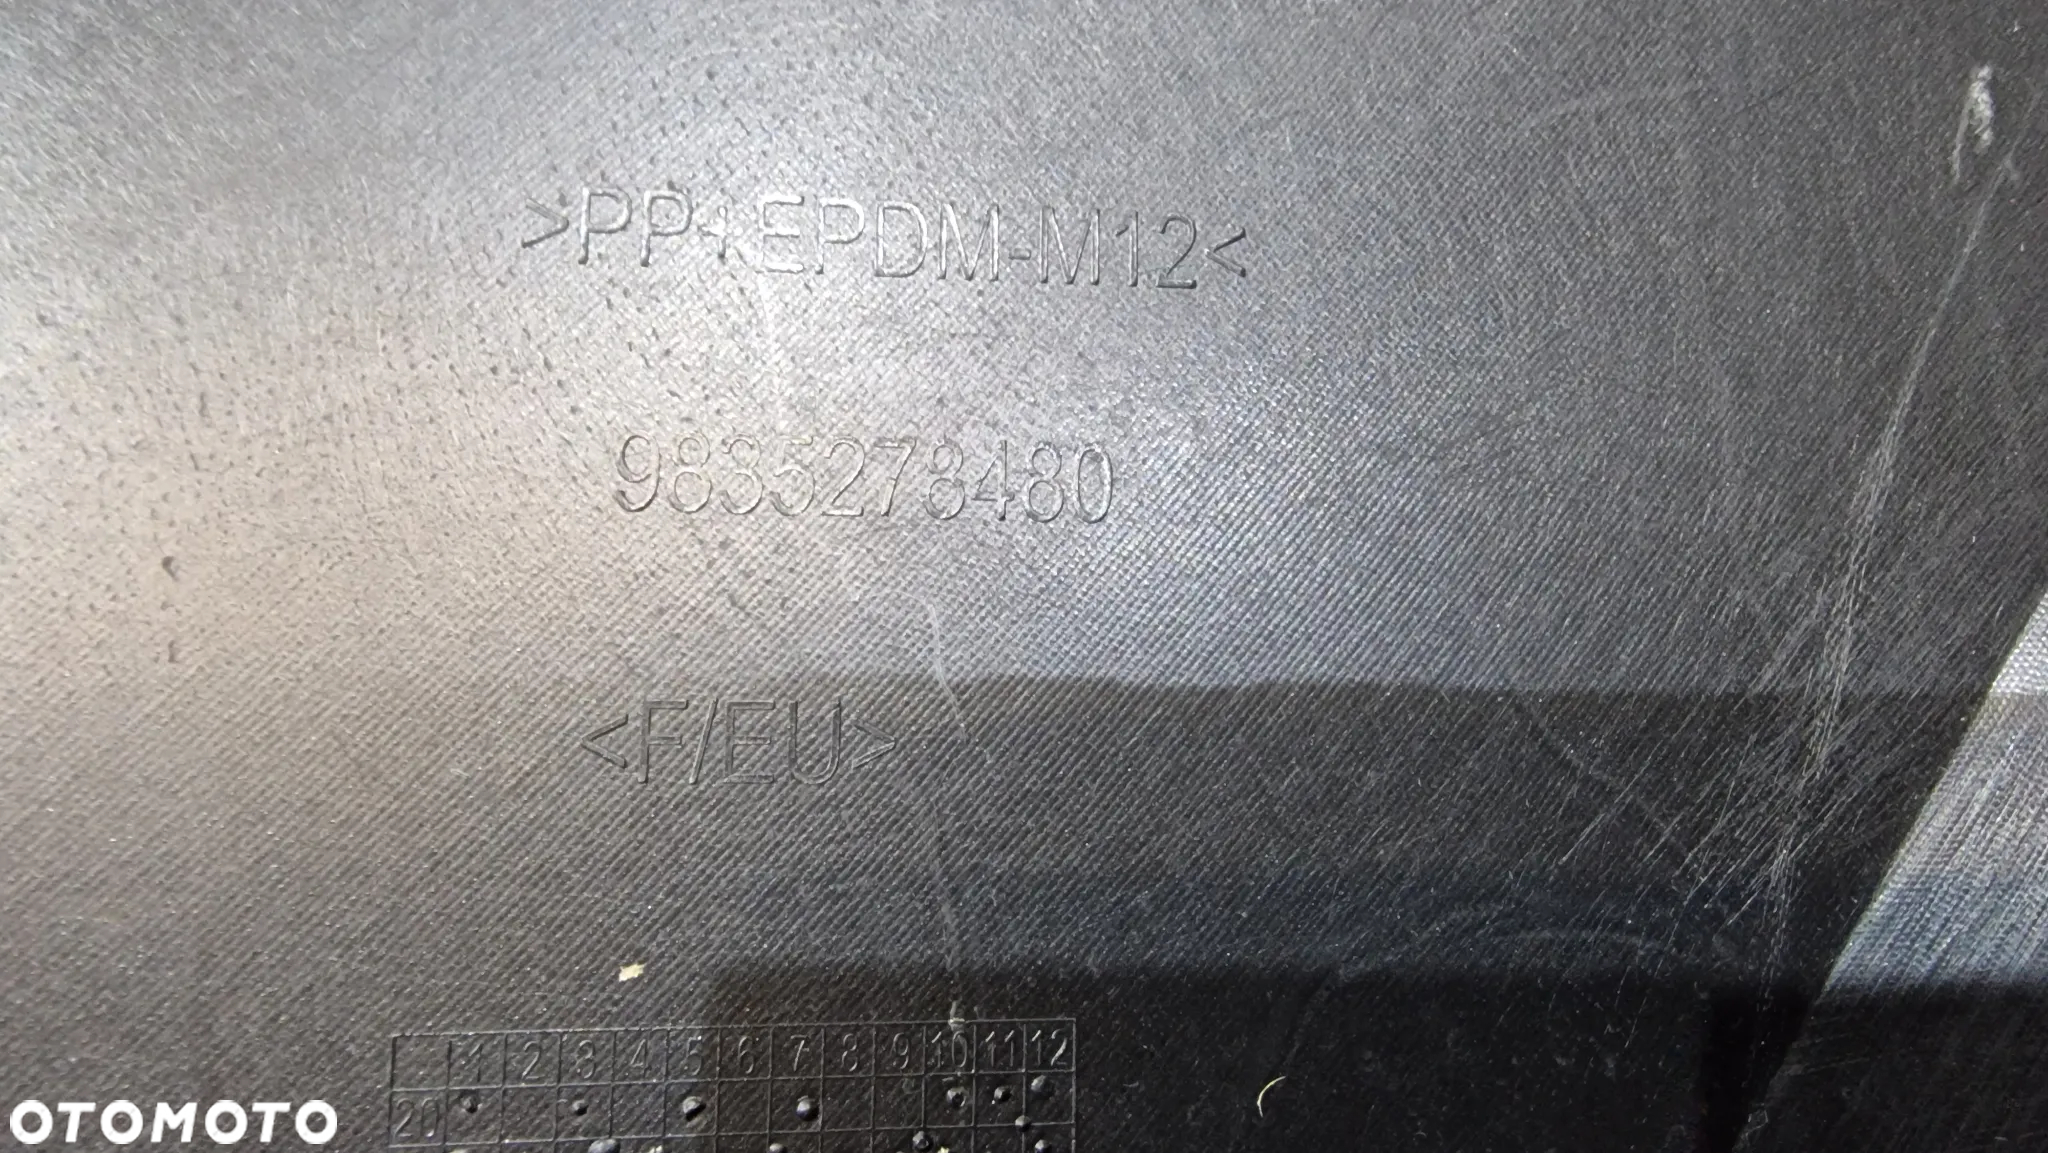 >PP+EPDM-M12<
9835278480
<F/EU>
1 2 3 4 5 6 7 8 9 10 11 12
20
OTOMOTO